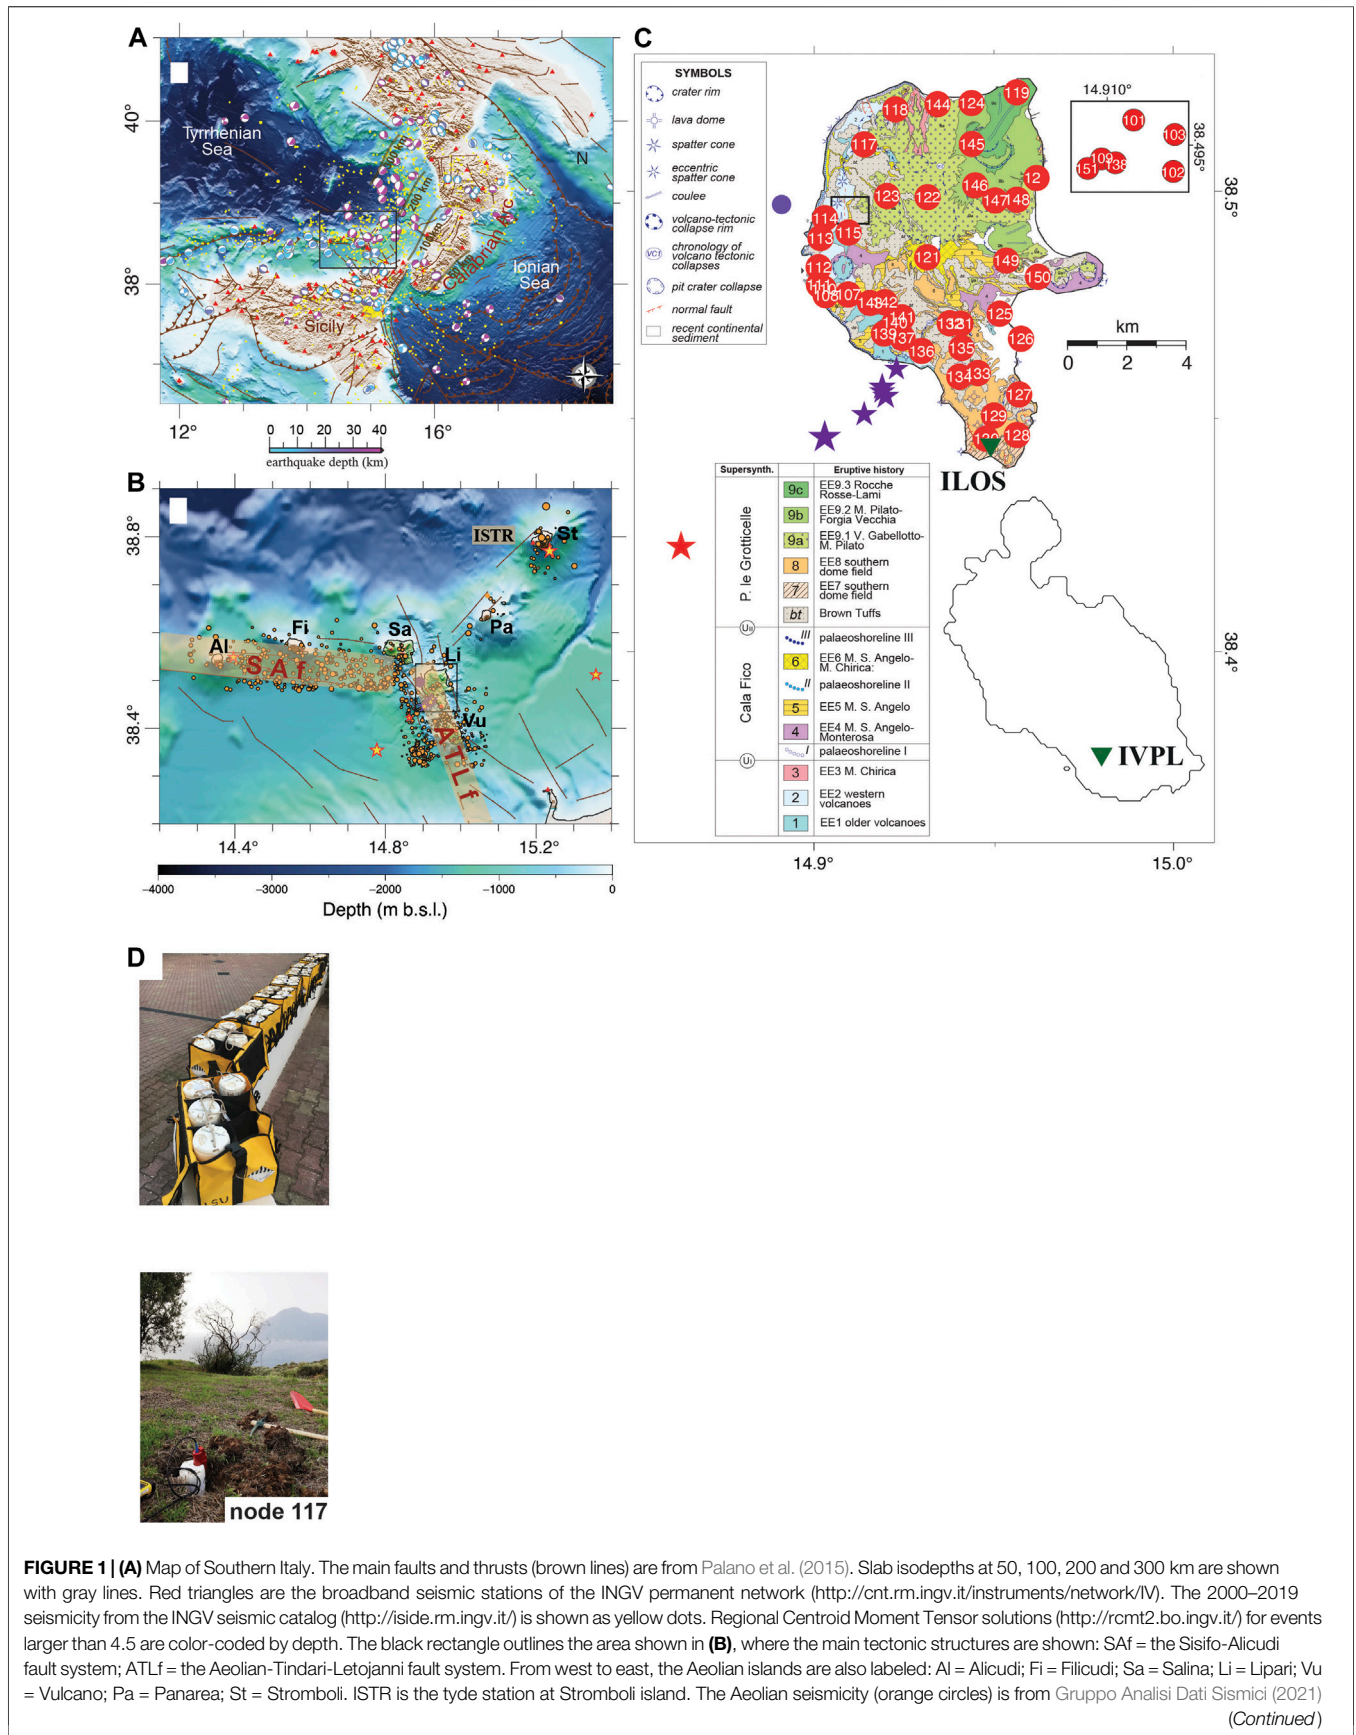 A
40°
38°
12°
16°
Tyrrhenian
Sea
Ionian
Sea
Sicily
Calabrian Arc
N
200 km
0 10 20 30 40
earthquake depth (km)
B
38.8°
38.4°
ISTR
St
Pa
Fi
Sa
Al
Li
Vu
SAf
ATLf
14.4°
14.8°
15.2°
−4000
−3000
−2000
−1000
0
Depth (m b.s.l.)
C
SYMBOLS
crater rim
lava dome
spatter cone
eccentric
spatter cone
coulee
volcano-tectonic
collapse rim
VC1
chronology of
volcano tectonic
collapses
pit crater collapse
normal fault
recent continental
sediment
119
118
144
124
117
145
12
146
123
122
147
148
114
115
113
121
149
112
150
107
108
142
125
141
140
139
137
126
136
135
134
133
127
129
128
14.910°
101
103
38.495°
109
138
151
102
km
0 2 4
38.5°
38.4°
14.9°
15.0°
ILOS
IVPL
Supersynth.
Eruptive history
P. le Grotticelle
9c
EE9.3 Rocche
Rosse-Lami
9b
EE9.2 M. Pilato-
Forgia Vecchia
9a
EE9.1 V. Gabellotto-
M. Pilato
8
EE8 southern
dome field
7
EE7 southern
dome field
bt
Brown Tuffs
UII
Cala Fico
III
palaeoshoreline III
6
EE6 M. S. Angelo-
M. Chirica:
II
palaeoshoreline II
5
EE5 M. S. Angelo
4
EE4 M. S. Angelo-
Monterosa
I
palaeoshoreline I
UI
3
EE3 M. Chirica
2
EE2 western
volcanoes
1
EE1 older volcanoes
D
node 117
FIGURE 1 | (A) Map of Southern Italy. The main faults and thrusts (brown lines) are from Palano et al. (2015). Slab isodepths at 50, 100, 200 and 300 km are shown
with gray lines. Red triangles are the broadband seismic stations of the INGV permanent network (http://cnt.rm.ingv.it/instruments/network/IV). The 2000–2019
seismicity from the INGV seismic catalog (http://iside.rm.ingv.it/) is shown as yellow dots. Regional Centroid Moment Tensor solutions (http://rcmt2.bo.ingv.it/) for events
larger than 4.5 are color-coded by depth. The black rectangle outlines the area shown in (B), where the main tectonic structures are shown: SAf = the Sisifo-Alicudi
fault system; ATLf = the Aeolian-Tindari-Letojanni fault system. From west to east, the Aeolian islands are also labeled: Al = Alicudi; Fi = Filicudi; Sa = Salina; Li = Lipari; Vu
= Vulcano; Pa = Panarea; St = Stromboli. ISTR is the tyde station at Stromboli island. The Aeolian seismicity (orange circles) is from Gruppo Analisi Dati Sismici (2021)
(Continued)